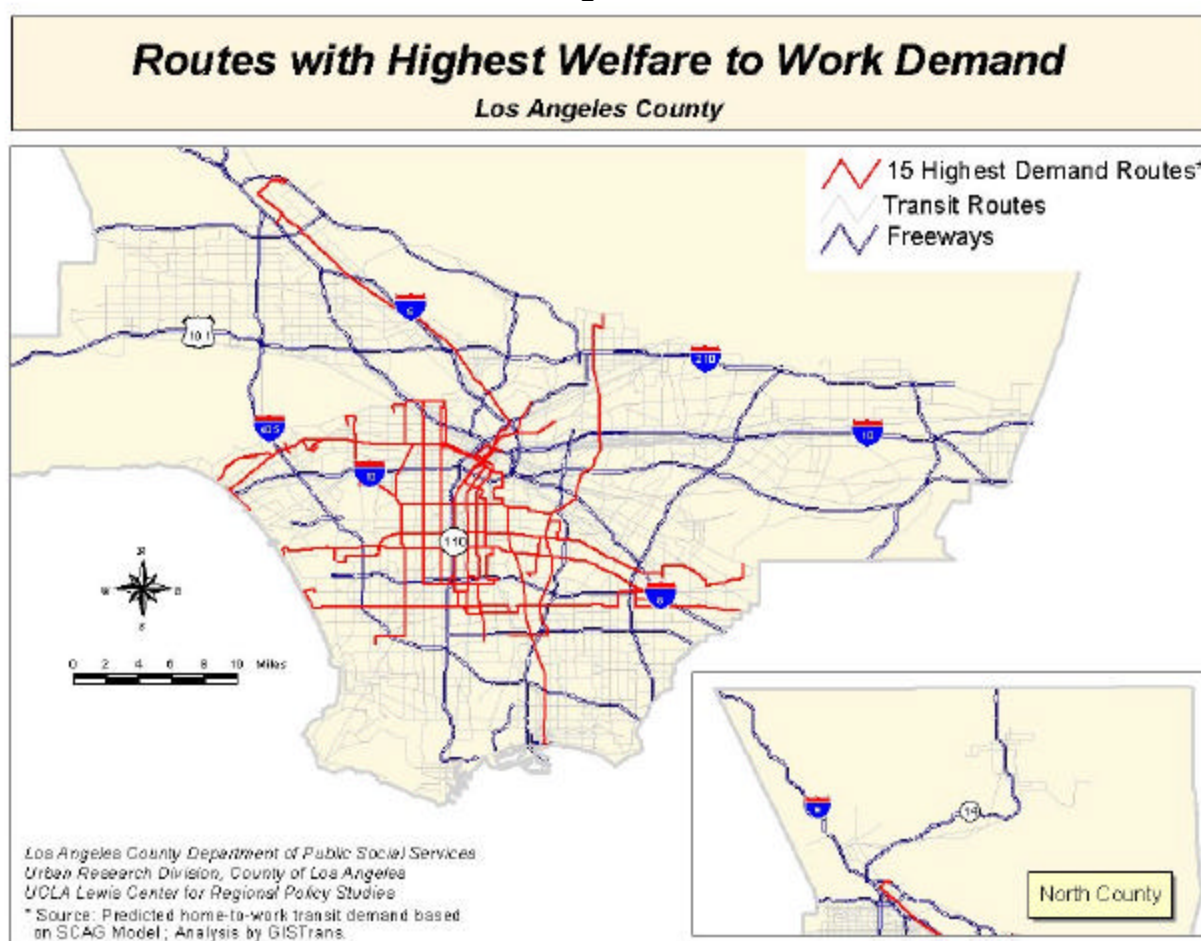 Routes with Highest Welfare to Work Demand
Los Angeles County
15 Highest Demand Routes*
Transit Routes
Freeways
5
101
210
405
10
10
110
N
W
S
0 2 4 6 8 10 Miles
14
North County
Los Angeles County Department of Public Social Services
Urban Research Division, County of Los Angeles
UCLA Lewis Center for Regional Policy Studies
* Source: Predicted home-to-work transit demand based
on SCAG Model; Analysis by GISTrans.